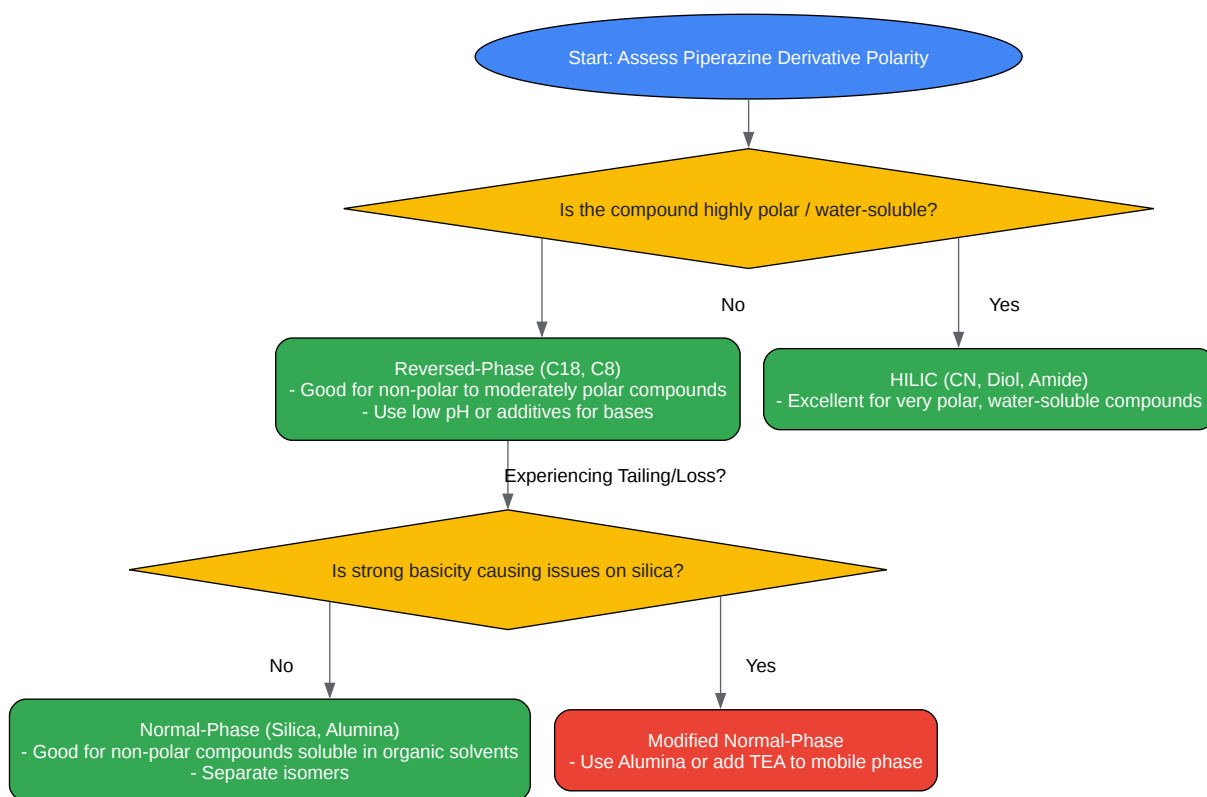 Start: Assess Piperazine Derivative Polarity
Is the compound highly polar / water-soluble?
No
Yes
Reversed-Phase (C18, C8)
- Good for non-polar to moderately polar compounds
- Use low pH or additives for bases
HILIC (CN, Diol, Amide)
- Excellent for very polar, water-soluble compounds
Experiencing Tailing/Loss?
Is strong basicity causing issues on silica?
No
Yes
Normal-Phase (Silica, Alumina)
- Good for non-polar compounds soluble in organic solvents
- Separate isomers
Modified Normal-Phase
- Use Alumina or add TEA to mobile phase